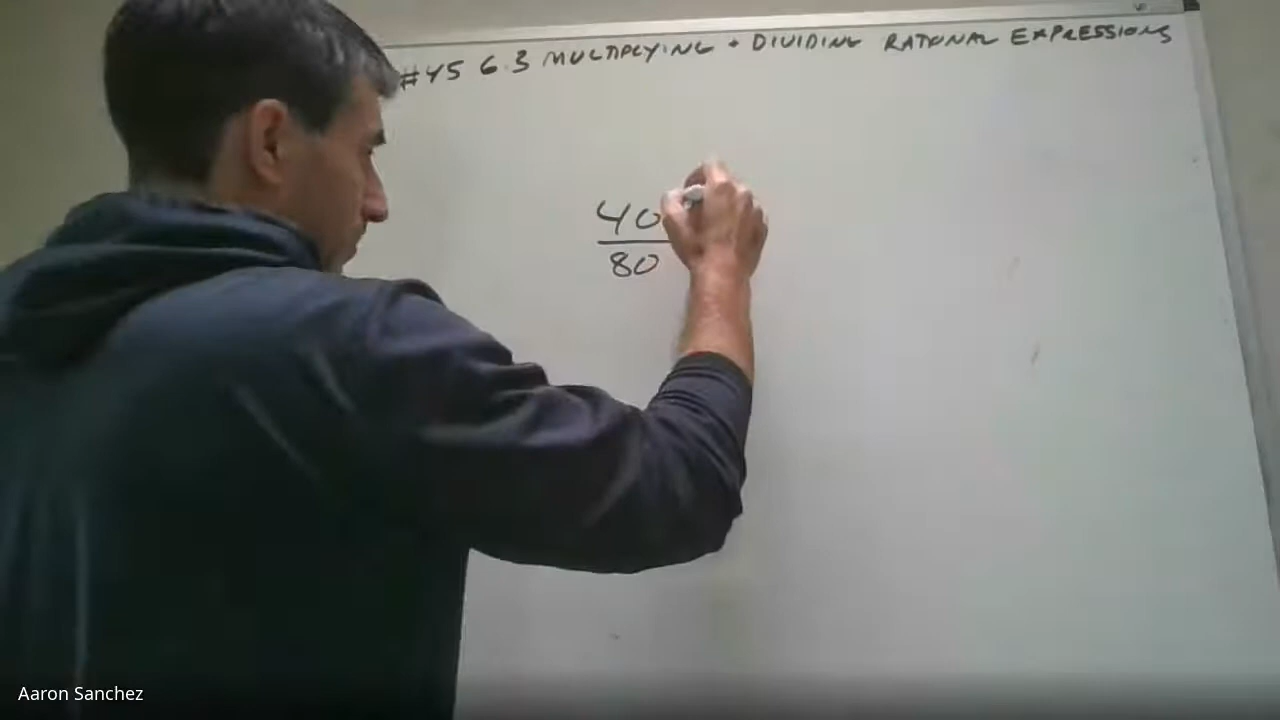 #45 6.3 MULTIPLYING + DIVIDING RATIONAL EXPRESSIONS
40
80
Aaron Sanchez